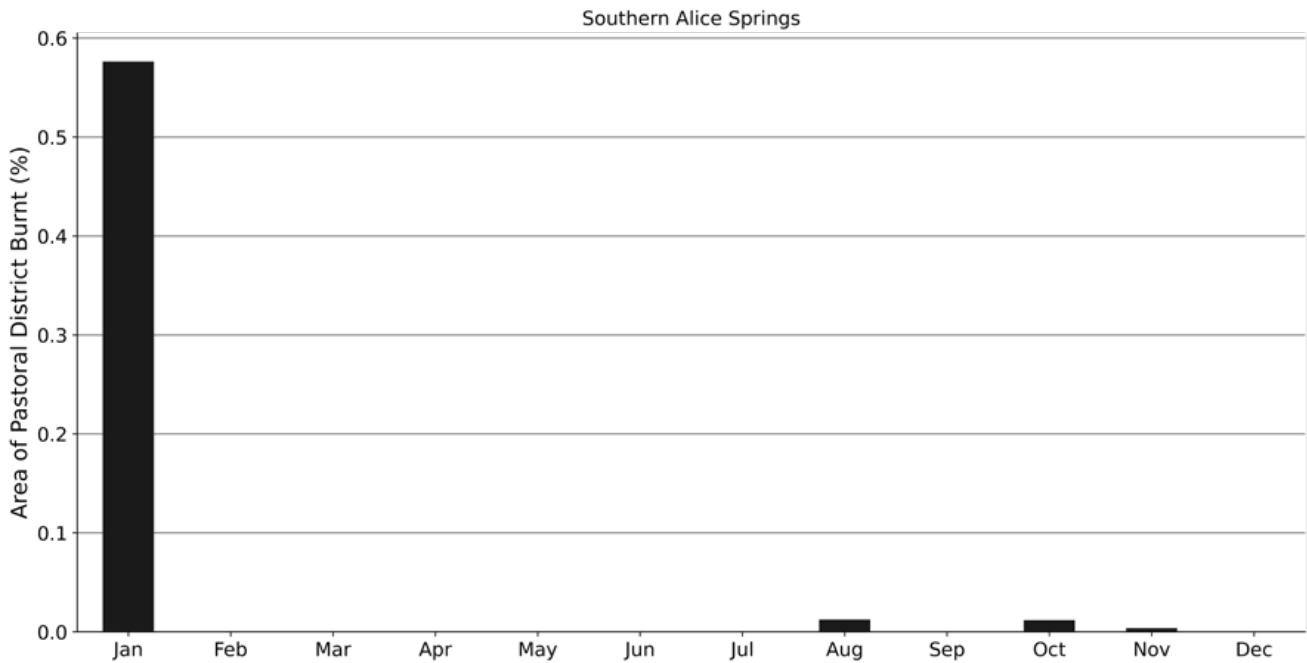 Southern Alice Springs
Area of Pastoral District Burnt (%)
0.6
0.5
0.4
0.3
0.2
0.1
0.0
Jan Feb Mar Apr May Jun Jul Aug Sep Oct Nov Dec